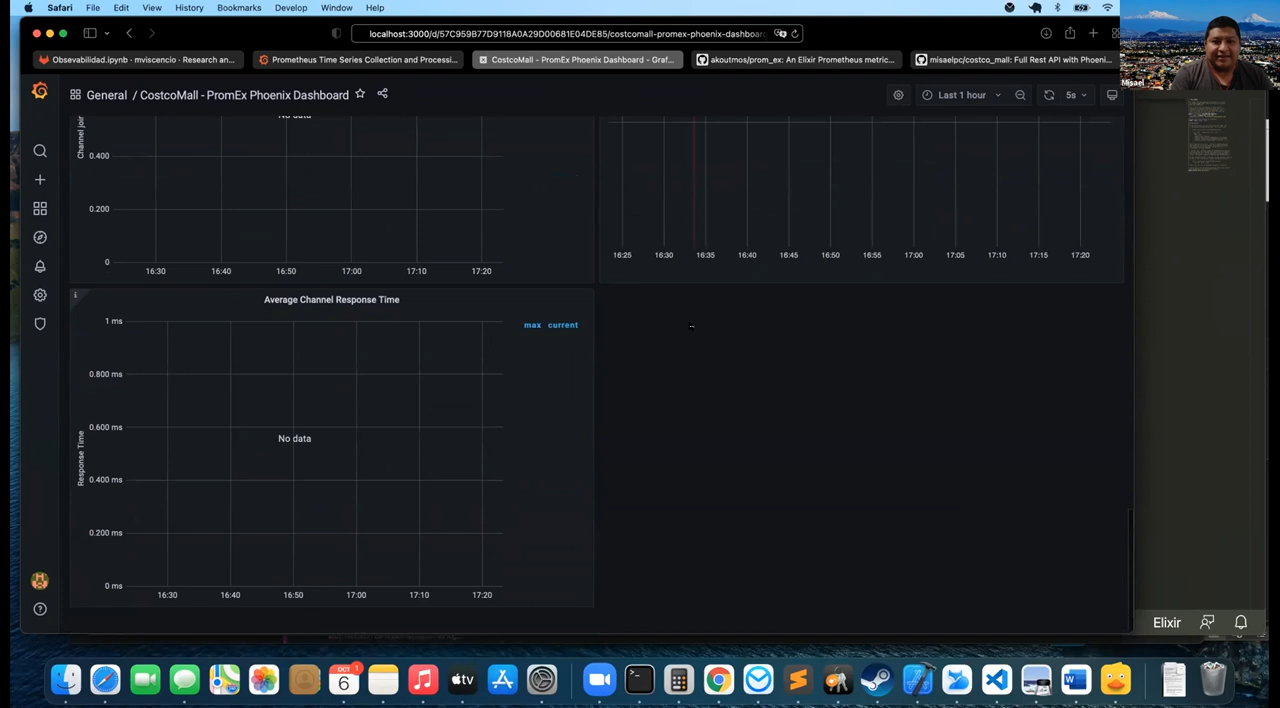 Safari File Edit View History Bookmarks Develop Window Help
localhost:3000/d/57C959B77D9118A0A29D00681E04DE85/costcomall-promex-phoenix-dashboar
Obsevabilidad.ipynb · mviscencio · Research an...
Prometheus Time Series Collection and Processi...
CostcoMall - PromEx Phoenix Dashboard - Graf...
akoutmos/prom_ex: An Elixir Prometheus metric...
misaelpc/costco_mall: Full Rest API with Phoeni...
Misael
General / CostcoMall - PromEx Phoenix Dashboard
Last 1 hour
5s
No data
Channel joir
0.400
0.200
0
16:30 16:40 16:50 17:00 17:10 17:20
16:25 16:30 16:35 16:40 16:45 16:50 16:55 17:00 17:05 17:10 17:15 17:20
i
Average Channel Response Time
max current
Response Time
1 ms
0.800 ms
0.600 ms
No data
0.400 ms
0.200 ms
0 ms
16:30 16:40 16:50 17:00 17:10 17:20
Elixir
OCT
1
6
tv